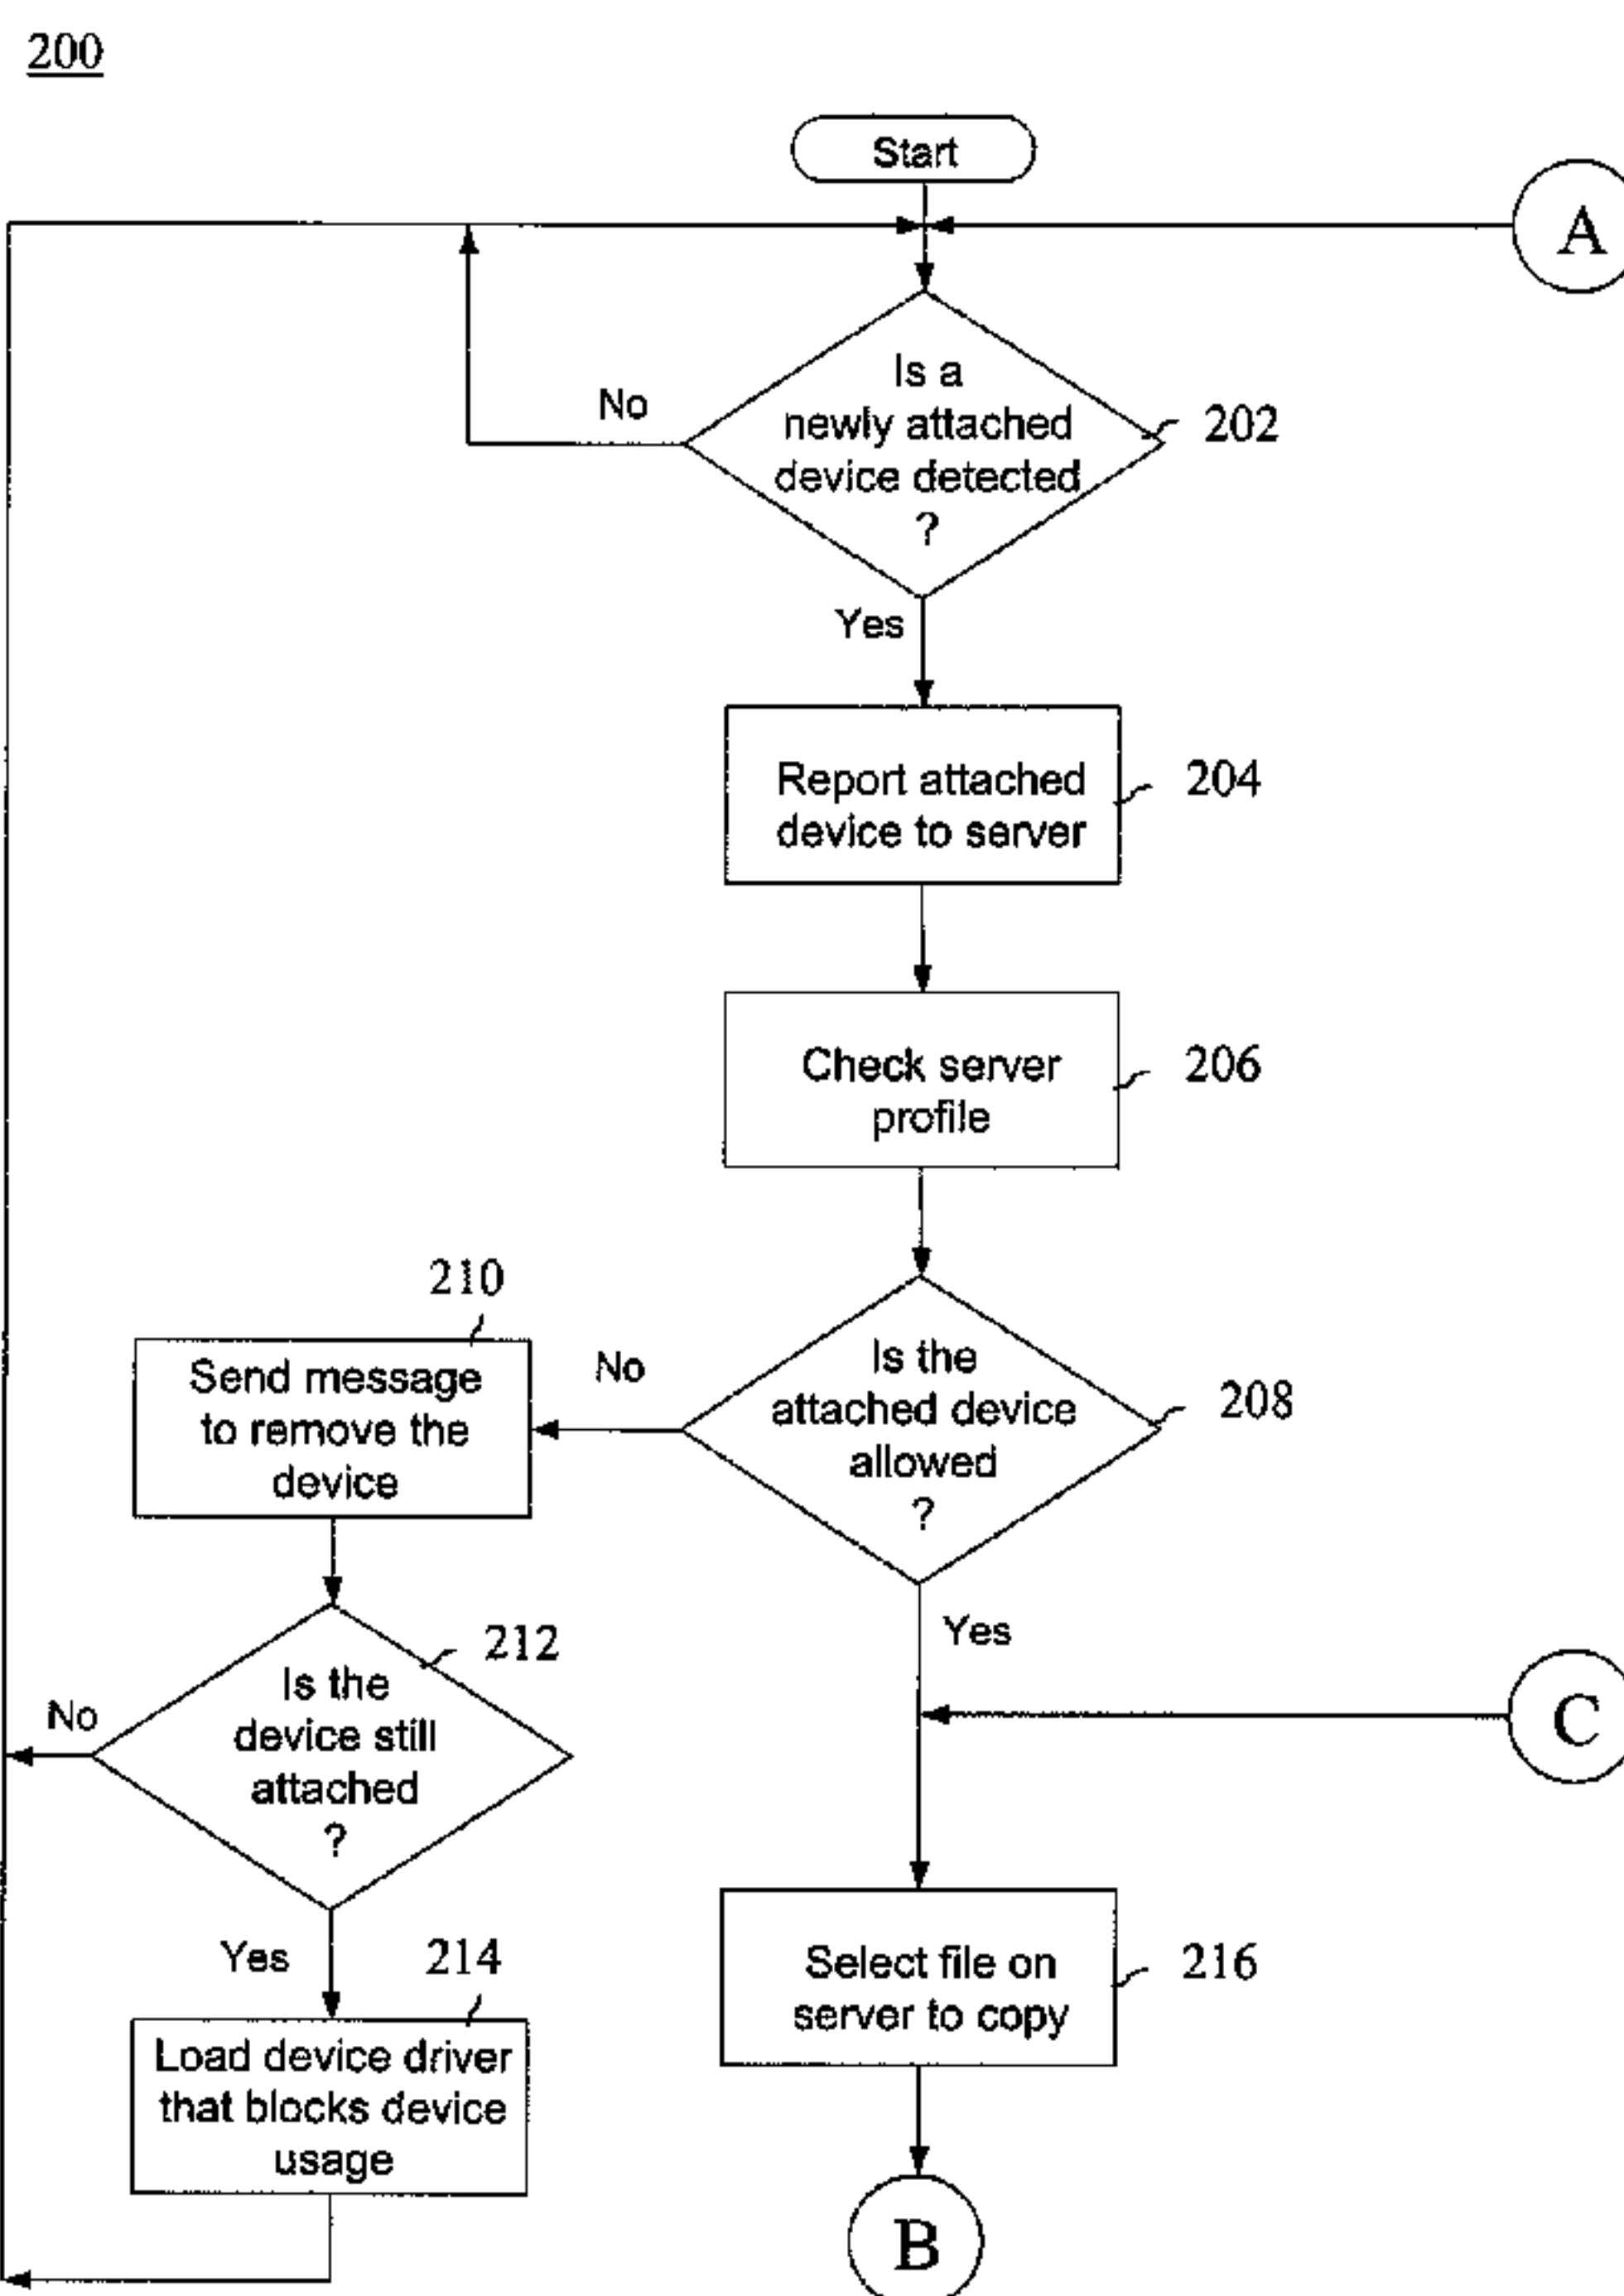 200
Start
A
Is a
newly attached
device detected
?
202
No
Yes
Report attached
device to server
204
Check server
profile
206
Is the
attached device
allowed
?
208
No
Yes
210
Send message
to remove the
device
212
Is the
device still
attached
?
No
Yes
C
214
Load device driver
that blocks device
usage
Select file on
server to copy
216
B